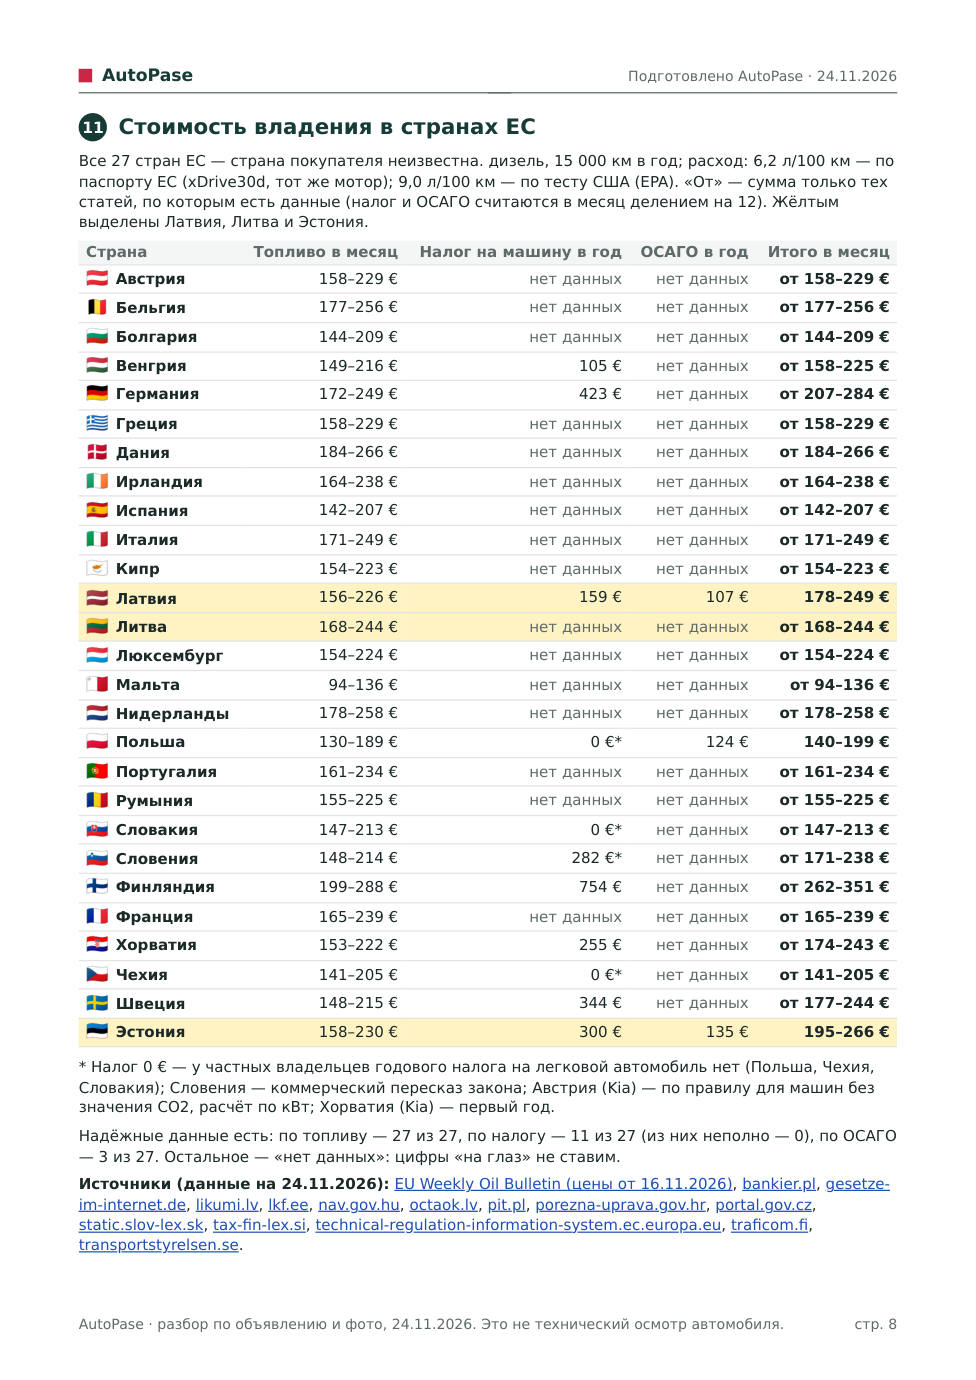 AutoPase
Подготовлено AutoPase · 24.11.2026
11 Стоимость владения в странах ЕС
Все 27 стран ЕС — страна покупателя неизвестна. дизель, 15 000 км в год; расход: 6,2 л/100 км — по
паспорту ЕС (xDrive30d, тот же мотор); 9,0 л/100 км — по тесту США (EPA). «От» — сумма только тех
статей, по которым есть данные (налог и ОСАГО считаются в месяц делением на 12). Жёлтым
выделены Латвия, Литва и Эстония.
Страна Топливо в месяц Налог на машину в год ОСАГО в год Итого в месяц
Австрия 158–229 € нет данных нет данных от 158–229 €
Бельгия 177–256 € нет данных нет данных от 177–256 €
Болгария 144–209 € нет данных нет данных от 144–209 €
Венгрия 149–216 € 105 € нет данных от 158–225 €
Германия 172–249 € 423 € нет данных от 207–284 €
Греция 158–229 € нет данных нет данных от 158–229 €
Дания 184–266 € нет данных нет данных от 184–266 €
Ирландия 164–238 € нет данных нет данных от 164–238 €
Испания 142–207 € нет данных нет данных от 142–207 €
Италия 171–249 € нет данных нет данных от 171–249 €
Кипр 154–223 € нет данных нет данных от 154–223 €
Латвия 156–226 € 159 € 107 € 178–249 €
Литва 168–244 € нет данных нет данных от 168–244 €
Люксембург 154–224 € нет данных нет данных от 154–224 €
Мальта 94–136 € нет данных нет данных от 94–136 €
Нидерланды 178–258 € нет данных нет данных от 178–258 €
Польша 130–189 € 0 €* 124 € 140–199 €
Португалия 161–234 € нет данных нет данных от 161–234 €
Румыния 155–225 € нет данных нет данных от 155–225 €
Словакия 147–213 € 0 €* нет данных от 147–213 €
Словения 148–214 € 282 €* нет данных от 171–238 €
Финляндия 199–288 € 754 € нет данных от 262–351 €
Франция 165–239 € нет данных нет данных от 165–239 €
Хорватия 153–222 € 255 € нет данных от 174–243 €
Чехия 141–205 € 0 €* нет данных от 141–205 €
Швеция 148–215 € 344 € нет данных от 177–244 €
Эстония 158–230 € 300 € 135 € 195–266 €
* Налог 0 € — у частных владельцев годового налога на легковой автомобиль нет (Польша, Чехия,
Словакия); Словения — коммерческий пересказ закона; Австрия (Kia) — по правилу для машин без
значения CO2, расчёт по кВт; Хорватия (Kia) — первый год.
Надёжные данные есть: по топливу — 27 из 27, по налогу — 11 из 27 (из них неполно — 0), по ОСАГО
— 3 из 27. Остальное — «нет данных»: цифры «на глаз» не ставим.
Источники (данные на 24.11.2026): EU Weekly Oil Bulletin (цены от 16.11.2026), bankier.pl, gesetze-
im-internet.de, likumi.lv, lkf.ee, nav.gov.hu, octaok.lv, pit.pl, porezna-uprava.gov.hr, portal.gov.cz,
static.slov-lex.sk, tax-fin-lex.si, technical-regulation-information-system.ec.europa.eu, traficom.fi,
transportstyrelsen.se.
AutoPase · разбор по объявлению и фото, 24.11.2026. Это не технический осмотр автомобиля.
стр. 8